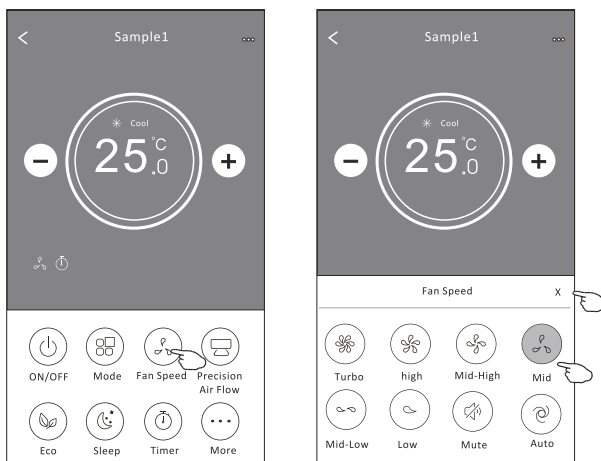 Sample1
Cool
25.0°C
ON/OFF Mode Fan Speed Precision
Air Flow
Eco Sleep Timer More
Sample1
Cool
25.0°C
Fan Speed X
Turbo high Mid-High Mid
Mid-Low Low Mute Auto